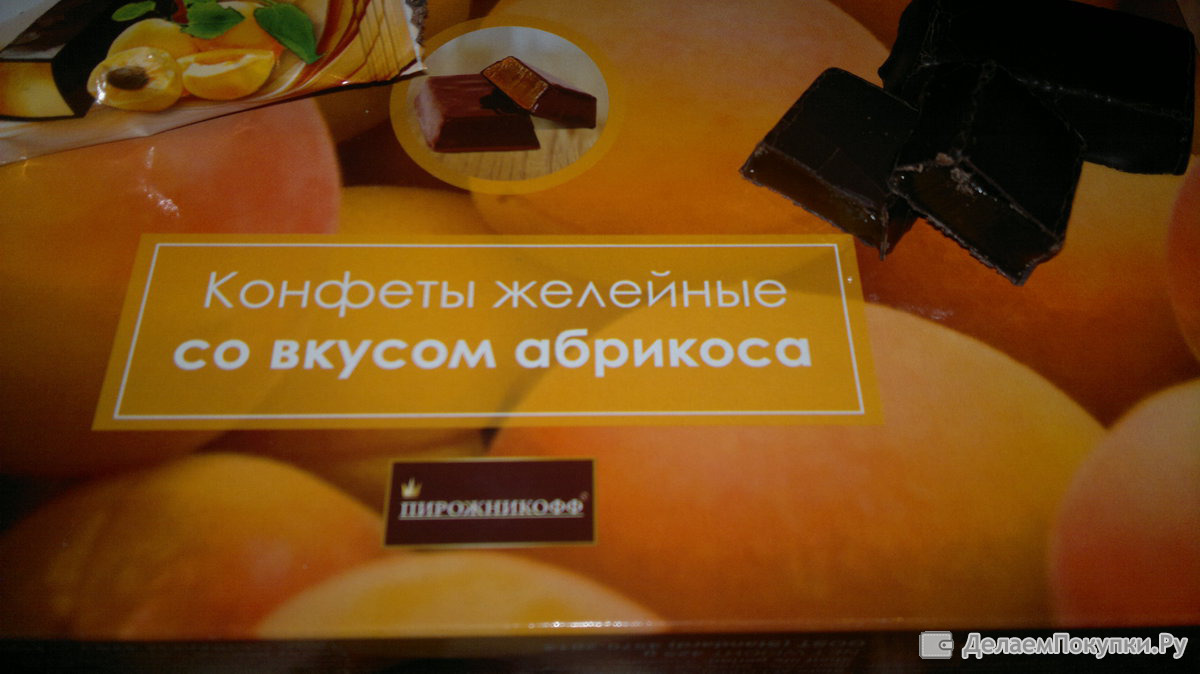 Конфеты желейные
со вкусом абрикоса
ПИРОЖНИКОФФ
ДелаемПокупки.Ру